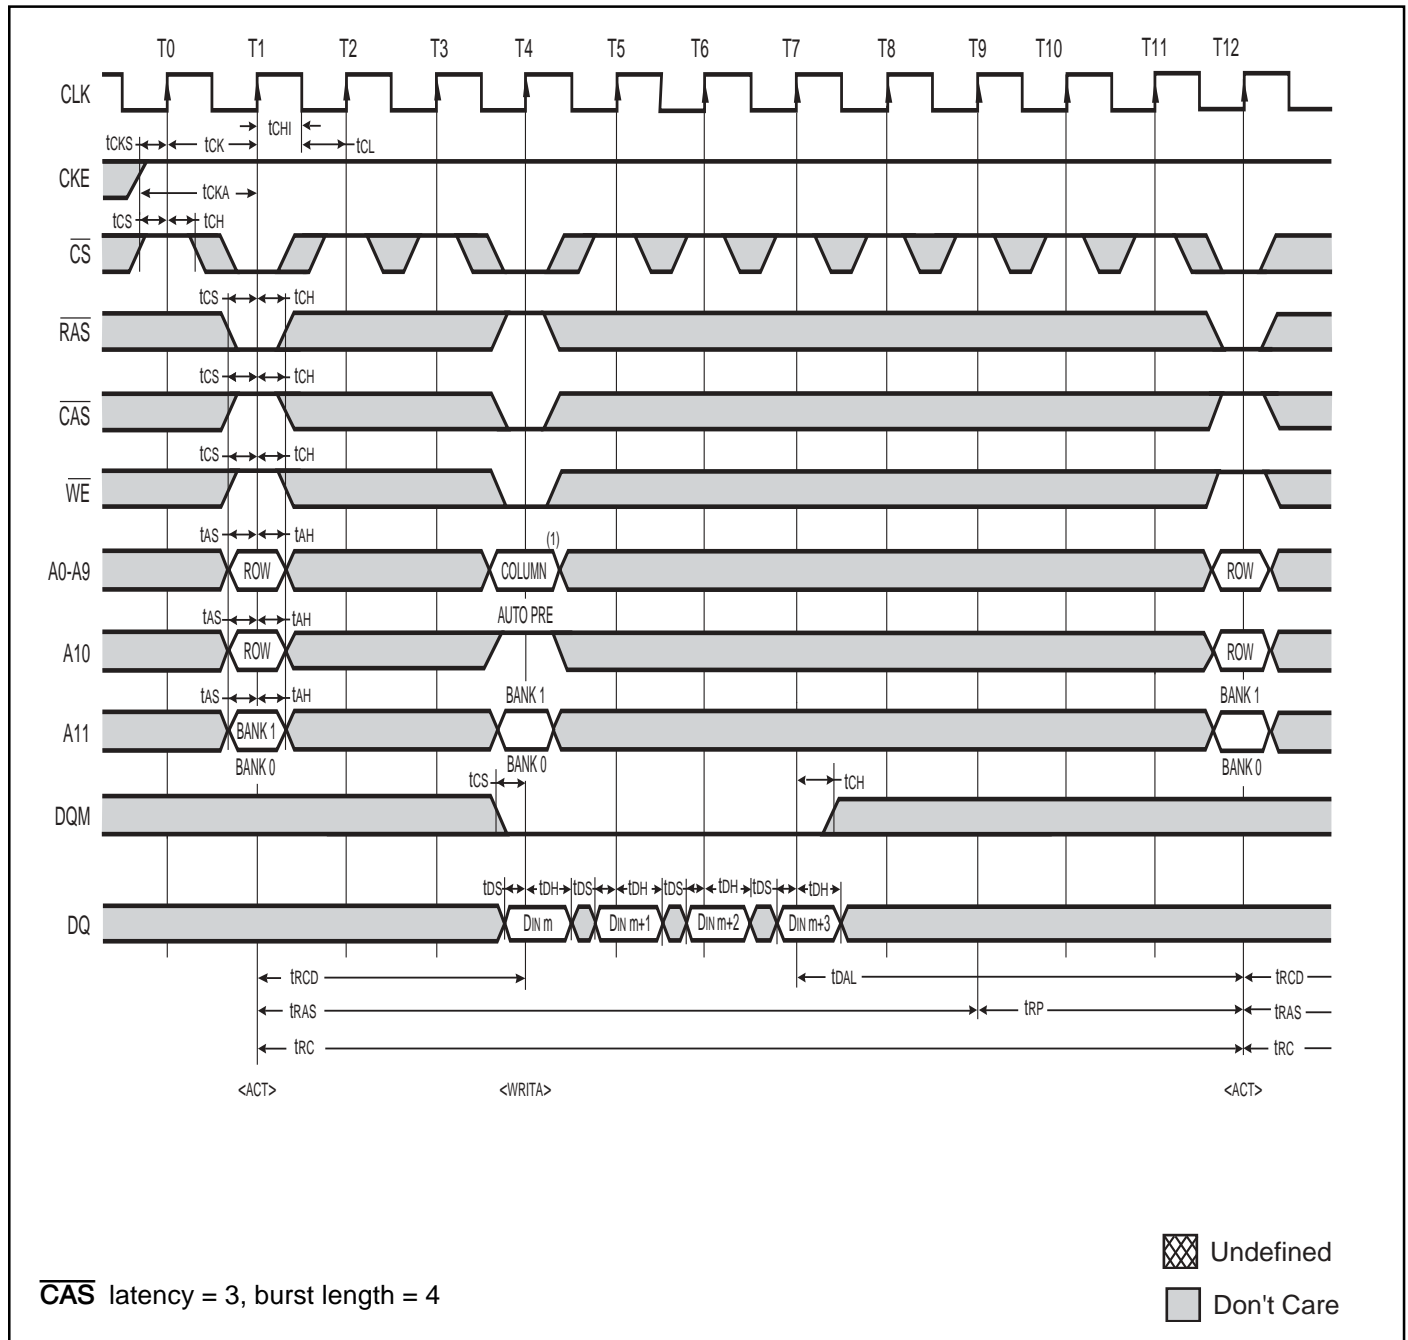 T0 T1 T2 T3 T4 T5 T6 T7 T8 T9 T10 T11 T12
CLK
tCHI
tCKS tCK tCL
CKE
tCKA
tCS tCH
CS
tCS tCH
RAS
tCS tCH
CAS
tCS tCH
WE
tAS tAH (1)
A0-A9 ROW COLUMN ROW
tAS tAH AUTO PRE
A10 ROW ROW
tAS tAH BANK 1 BANK 1
A11 BANK 1
BANK 0 BANK 0 BANK 0
tCS tCH
DQM
tDS tDH tDS tDH tDS tDH tDS tDH
DQ DIN m DIN m+1 DIN m+2 DIN m+3
tRCD tDAL tRCD
tRAS tRP tRAS
tRC tRC
<ACT> <WRITA> <ACT>
Undefined
CAS latency = 3, burst length = 4
Don't Care